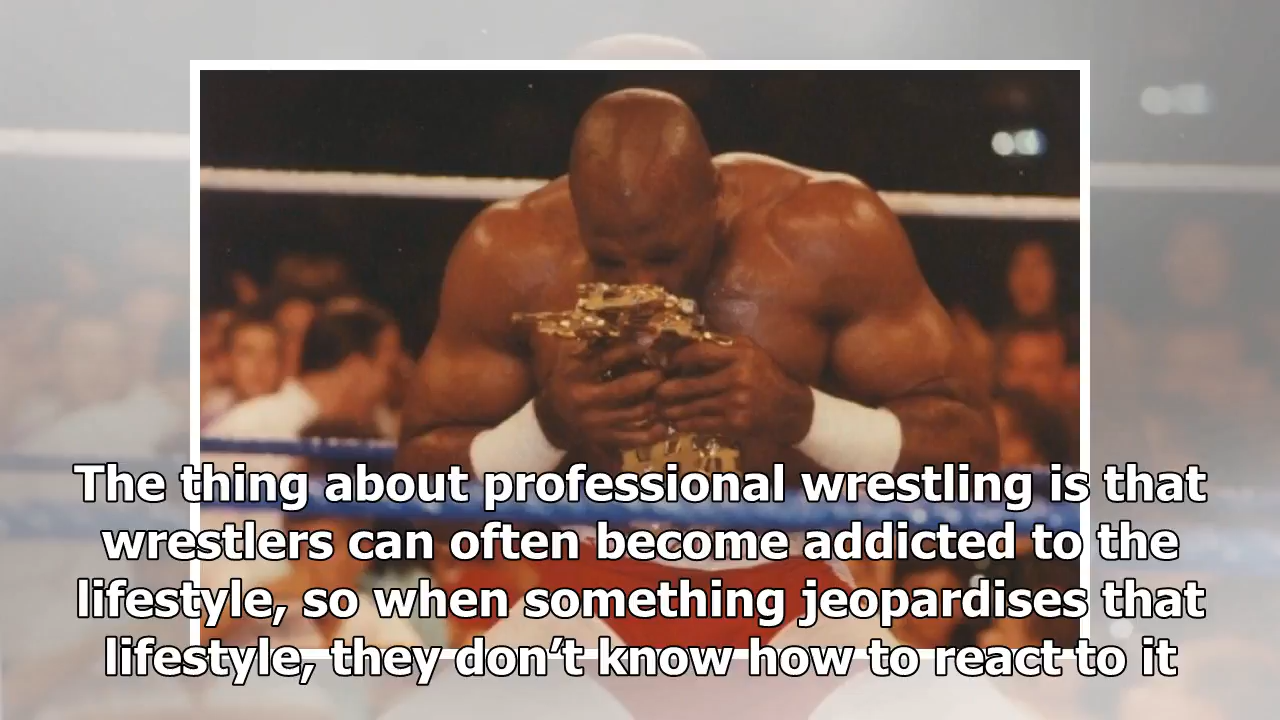 The thing about professional wrestling is that
wrestlers can often become addicted to the
lifestyle, so when something jeopardises that
lifestyle, they don’t know how to react to it